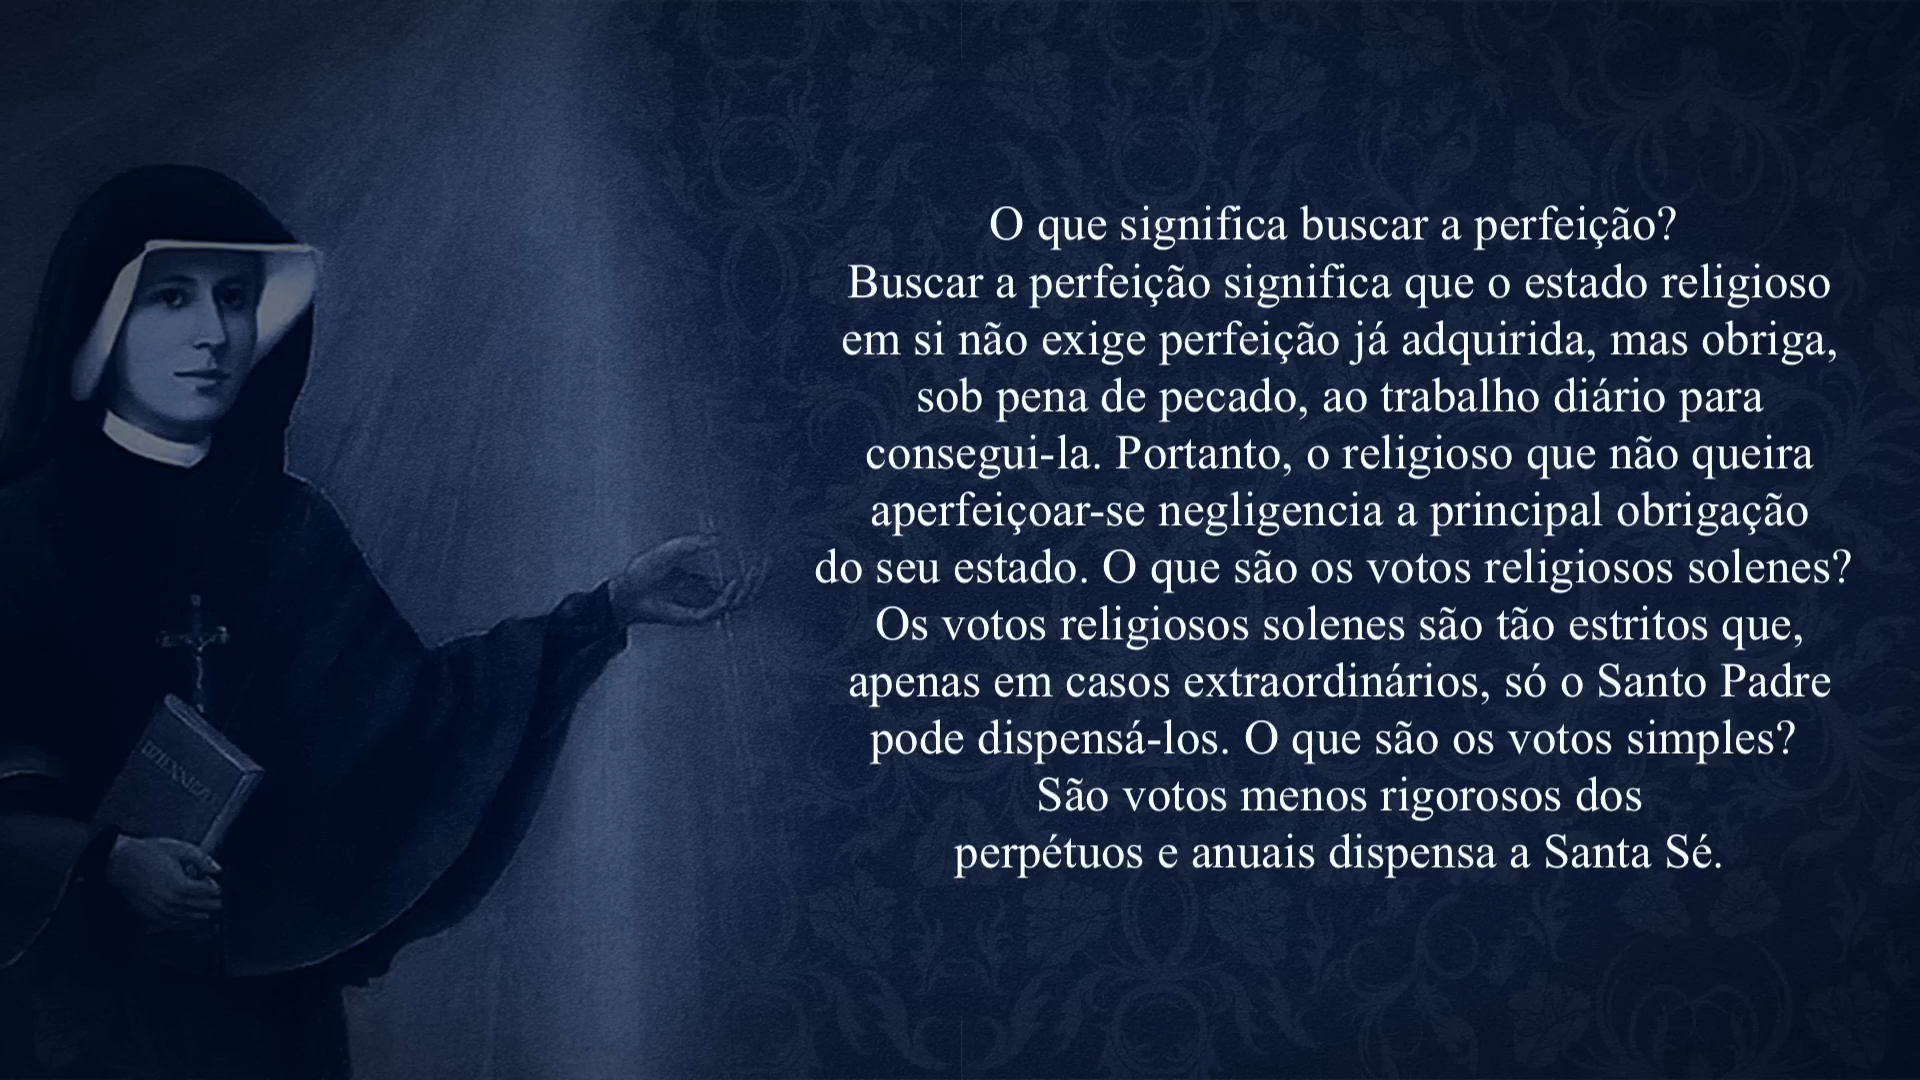 O que significa buscar a perfeição?
Buscar a perfeição significa que o estado religioso
em si não exige perfeição já adquirida, mas obriga,
sob pena de pecado, ao trabalho diário para
consegui-la. Portanto, o religioso que não queira
aperfeiçoar-se negligencia a principal obrigação
do seu estado. O que são os votos religiosos solenes?
Os votos religiosos solenes são tão estritos que,
apenas em casos extraordinários, só o Santo Padre
pode dispensá-los. O que são os votos simples?
São votos menos rigorosos dos
perpétuos e anuais dispensa a Santa Sé.
DZIENNICZEK